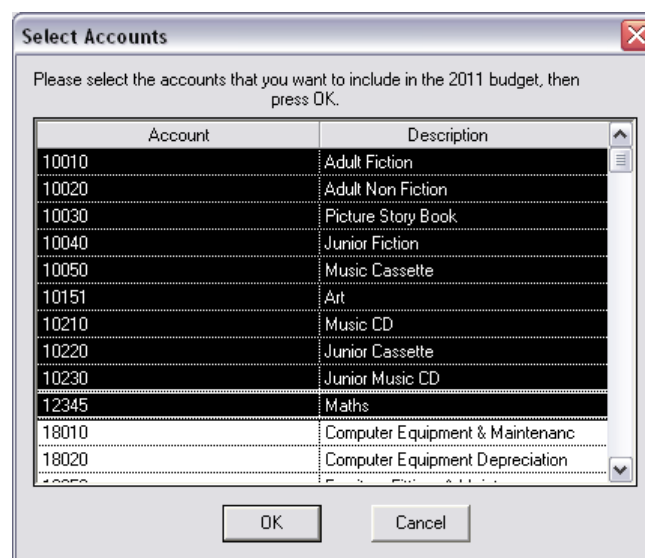 Select Accounts
Please select the accounts that you want to include in the 2011 budget, then
press OK.
Account Description
10010 Adult Fiction
10020 Adult Non Fiction
10030 Picture Story Book
10040 Junior Fiction
10050 Music Cassette
10151 Art
10210 Music CD
10220 Junior Cassette
10230 Junior Music CD
12345 Maths
18010 Computer Equipment & Maintenanc
18020 Computer Equipment Depreciation
OK Cancel